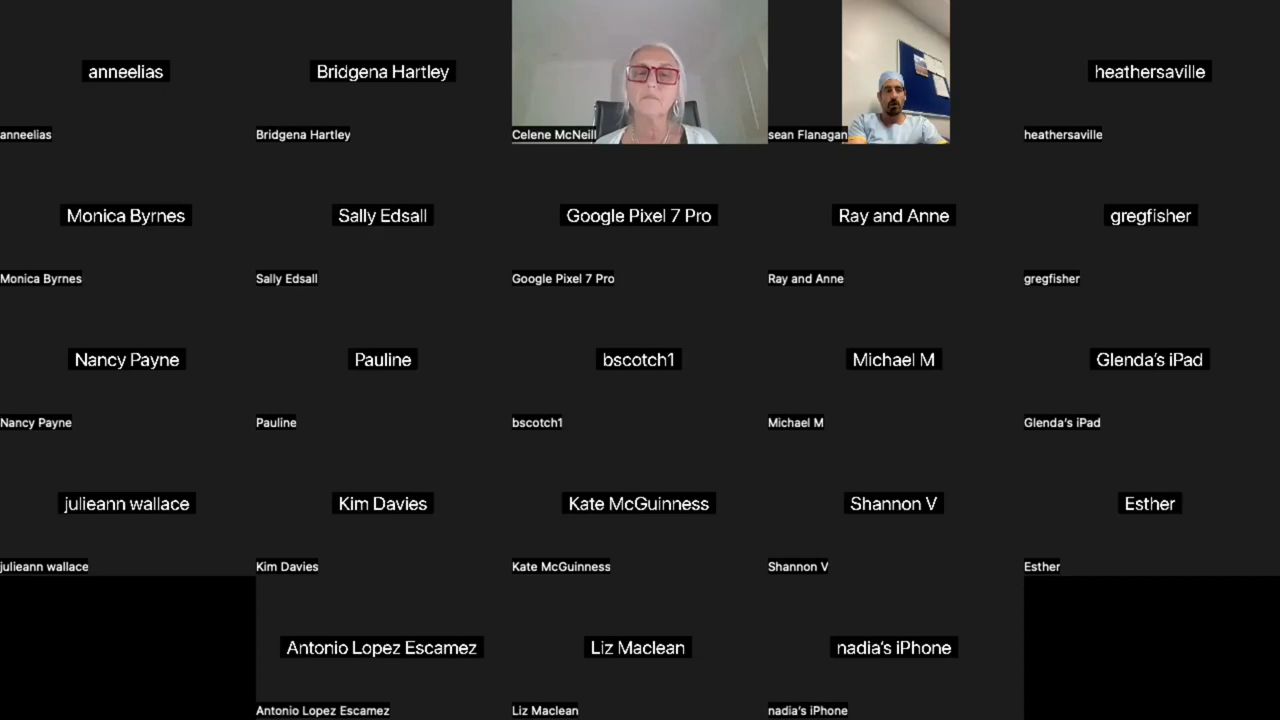 anneelias
anneelias
Bridgena Hartley
Bridgena Hartley
Celene McNeill
sean Flanagan
heathersaville
heathersaville
Monica Byrnes
Monica Byrnes
Sally Edsall
Sally Edsall
Google Pixel 7 Pro
Google Pixel 7 Pro
Ray and Anne
Ray and Anne
gregfisher
gregfisher
Nancy Payne
Nancy Payne
Pauline
Pauline
bscotch1
bscotch1
Michael M
Michael M
Glenda’s iPad
Glenda’s iPad
julieann wallace
julieann wallace
Kim Davies
Kim Davies
Kate McGuinness
Kate McGuinness
Shannon V
Shannon V
Esther
Esther
Antonio Lopez Escamez
Antonio Lopez Escamez
Liz Maclean
Liz Maclean
nadia’s iPhone
nadia’s iPhone